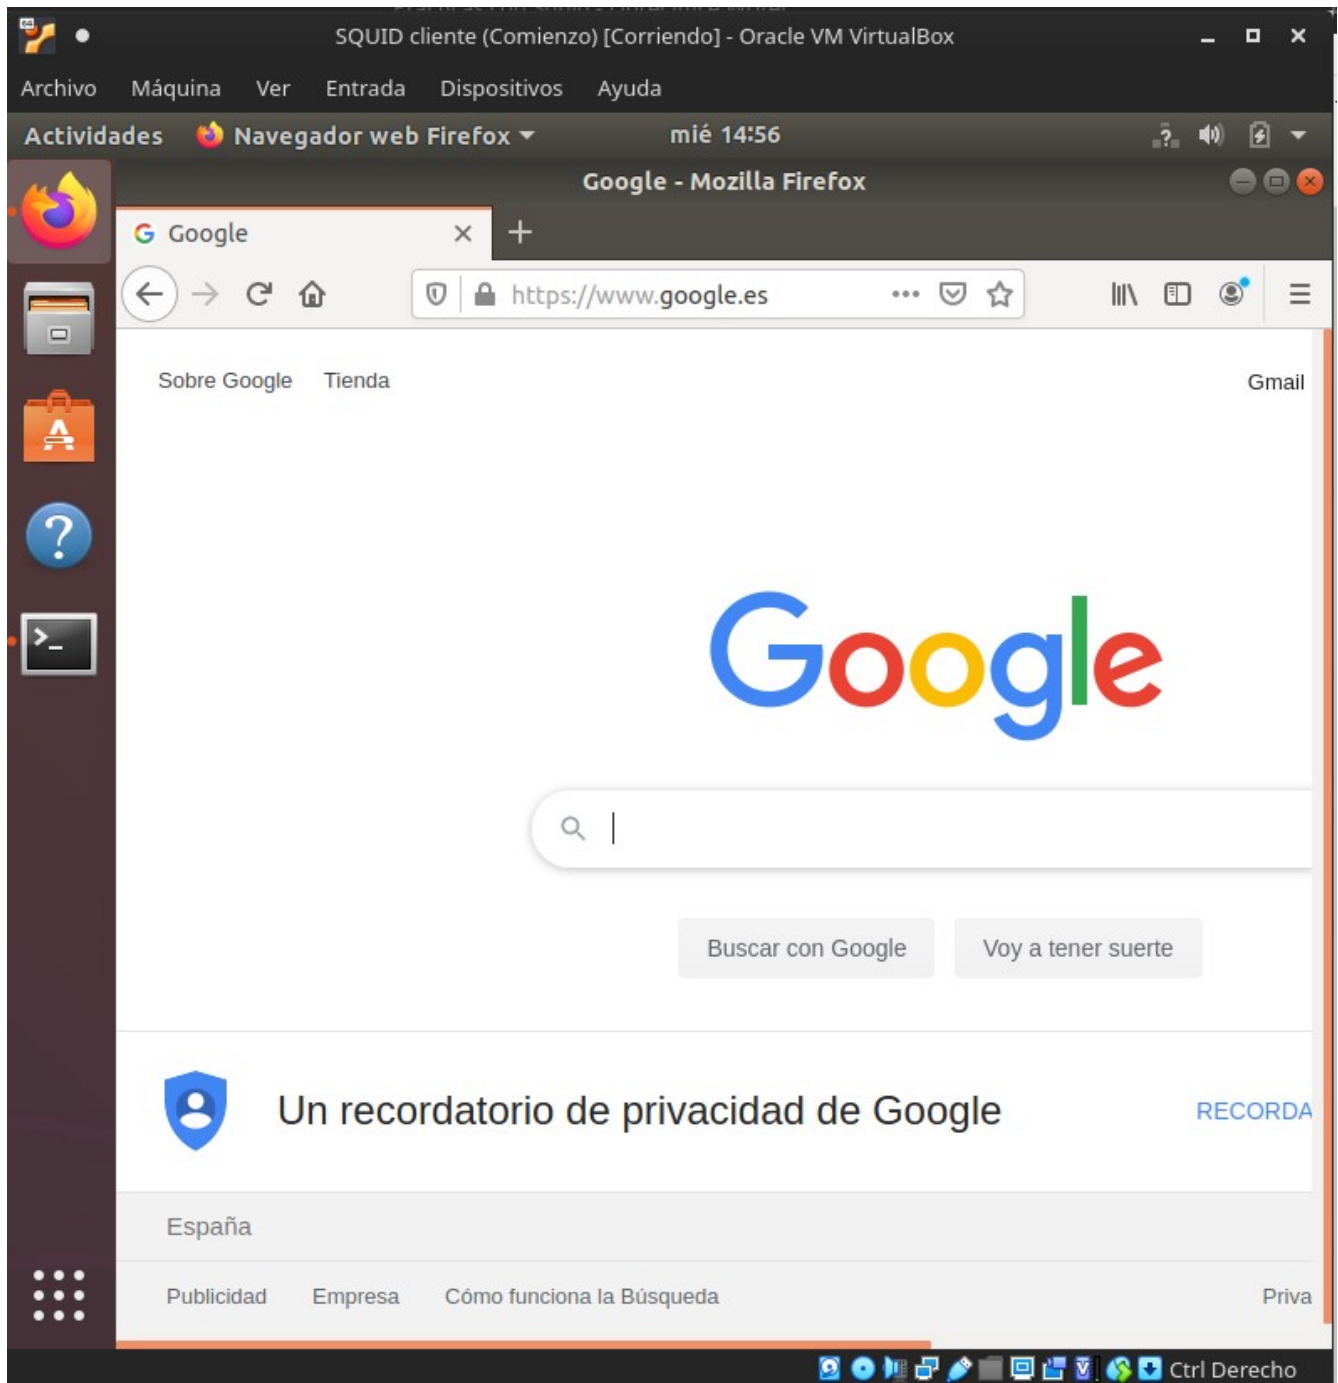 SQUID cliente (Comienzo) [Corriendo] - Oracle VM VirtualBox
Archivo Máquina Ver Entrada Dispositivos Ayuda
Actividades Navegador web Firefox mié 14:56
Google - Mozilla Firefox
Google
https://www.google.es
Sobre Google Tienda Gmail
Google
Buscar con Google Voy a tener suerte
Un recordatorio de privacidad de Google RECORDA
España
Publicidad Empresa Cómo funciona la Búsqueda Priva
Ctrl Derecho